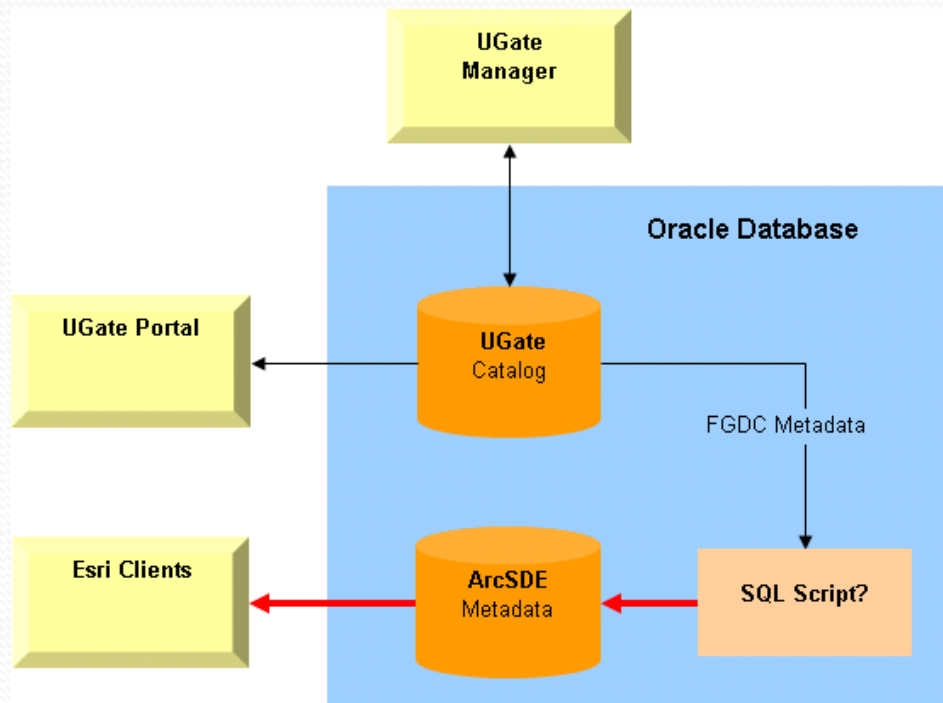 UGate
Manager
Oracle Database
UGate Portal
UGate
Catalog
FGDC Metadata
Esri Clients
ArcSDE
Metadata
SQL Script?